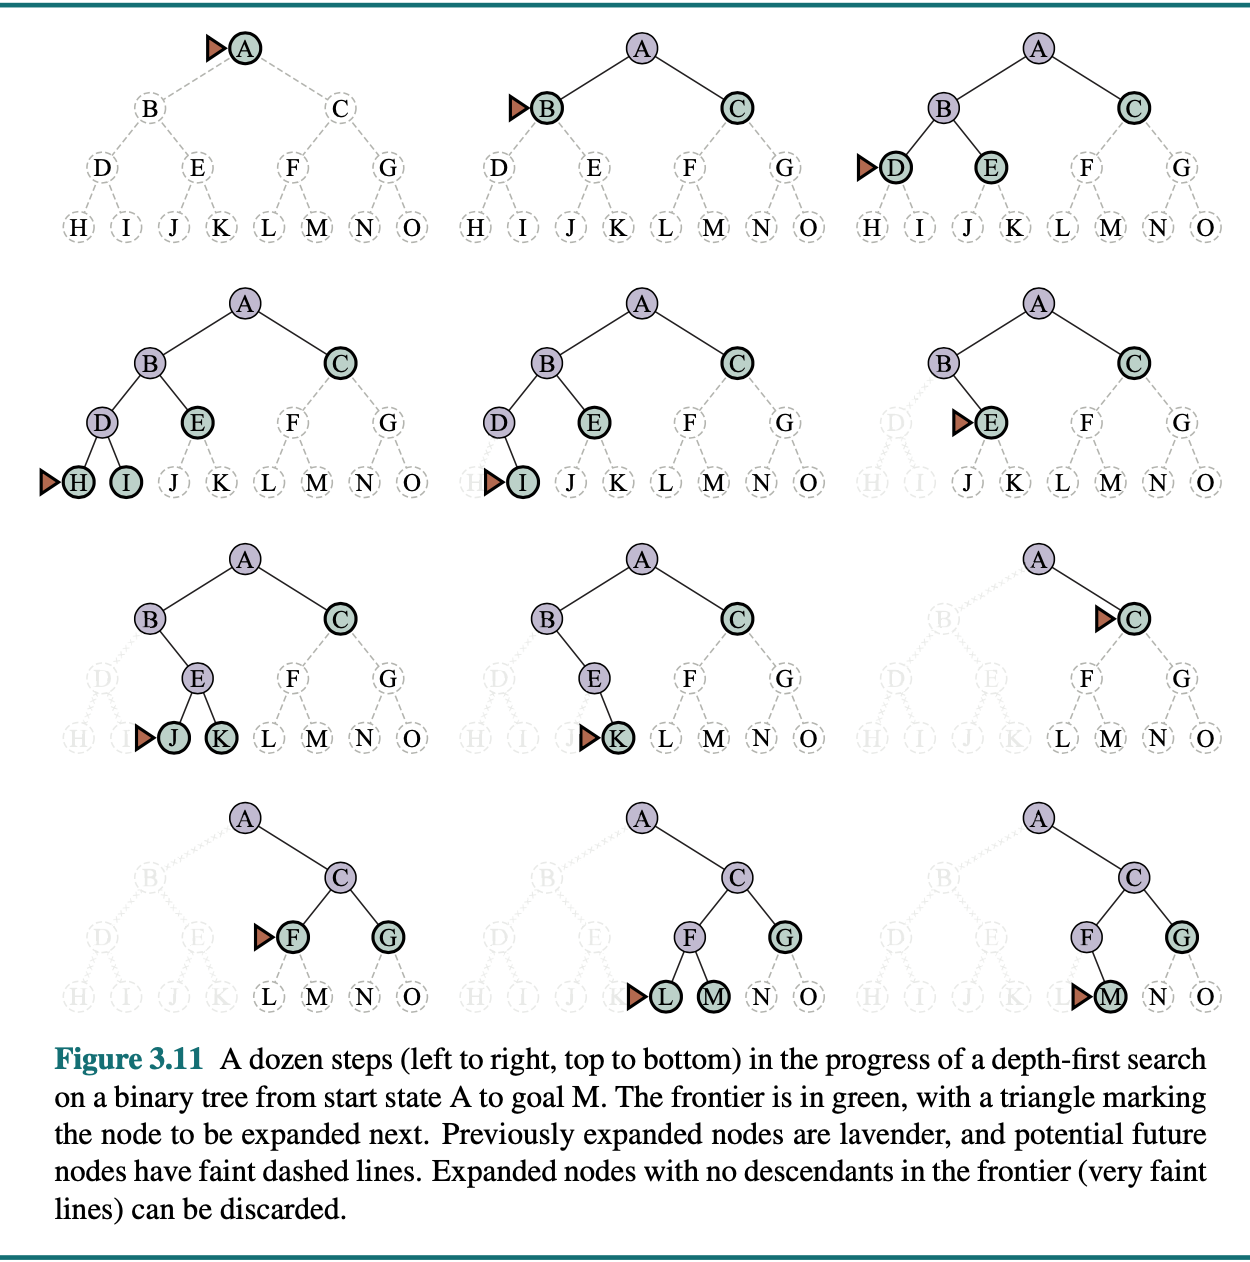 A
A
A
B
C
B
C
B
C
D
E
F
G
D
E
F
G
D
E
F
G
H I J K L M N O
H I J K L M N O
H I J K L M N O
A
A
A
B
C
B
C
B
C
D
E
F
G
D
E
F
G
D
E
F
G
H I J K L M N O
H I J K L M N O
H I J K L M N O
A
A
A
B
C
B
C
B
C
D
E
F
G
D
E
F
G
D
E
F
G
H I J K L M N O
H I J K L M N O
H I J K L M N O
A
A
A
B
C
B
C
B
C
D
E
F
G
D
E
F
G
D
E
F
G
H I J K L M N O
H I J K L M N O
H I J K L M N O
Figure 3.11 A dozen steps (left to right, top to bottom) in the progress of a depth-first search
on a binary tree from start state A to goal M. The frontier is in green, with a triangle marking
the node to be expanded next. Previously expanded nodes are lavender, and potential future
nodes have faint dashed lines. Expanded nodes with no descendants in the frontier (very faint
lines) can be discarded.